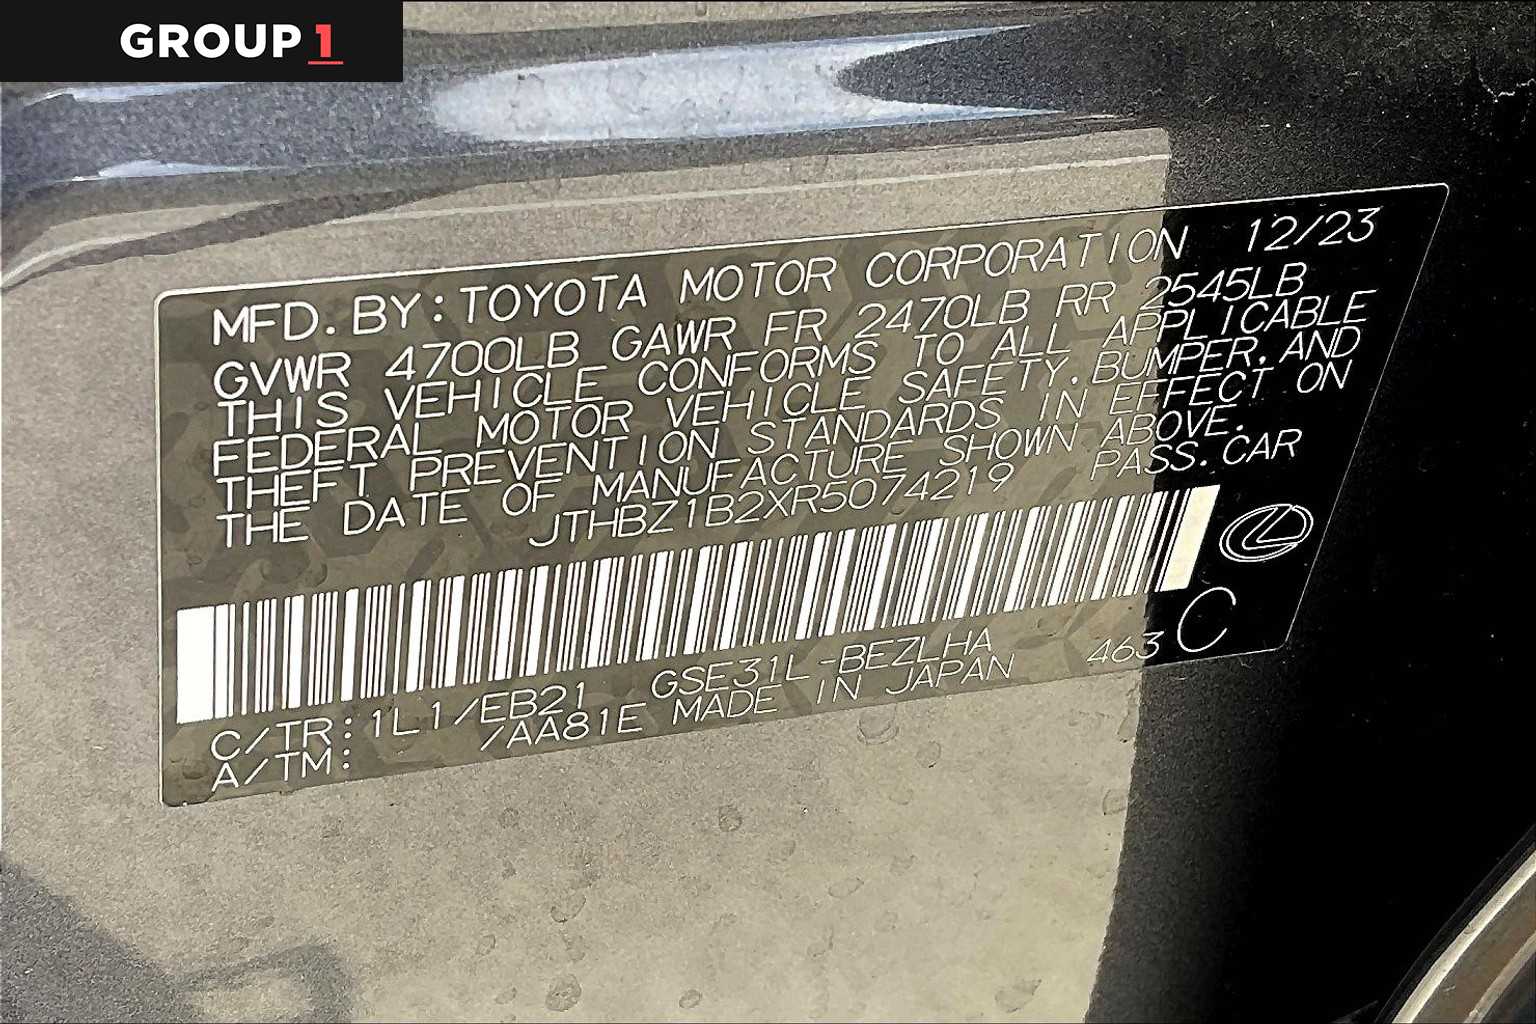 GROUP 1
MFD. BY: TOYOTA MOTOR CORPORATION 12/23
GVWR 4700LB GAWR FR 2470LB RR 2545LB
THIS VEHICLE CONFORMS TO ALL APPLICABLE
FEDERAL MOTOR VEHICLE SAFETY, BUMPER, AND
THEFT PREVENTION STANDARDS IN EFFECT ON
THE DATE OF MANUFACTURE SHOWN ABOVE.
JTHBZ1B2XR5074219 PASS. CAR
C/TR: 1L1/EB21 GSE31L-BEZLHA 463 C
A/TM: /AA81E MADE IN JAPAN